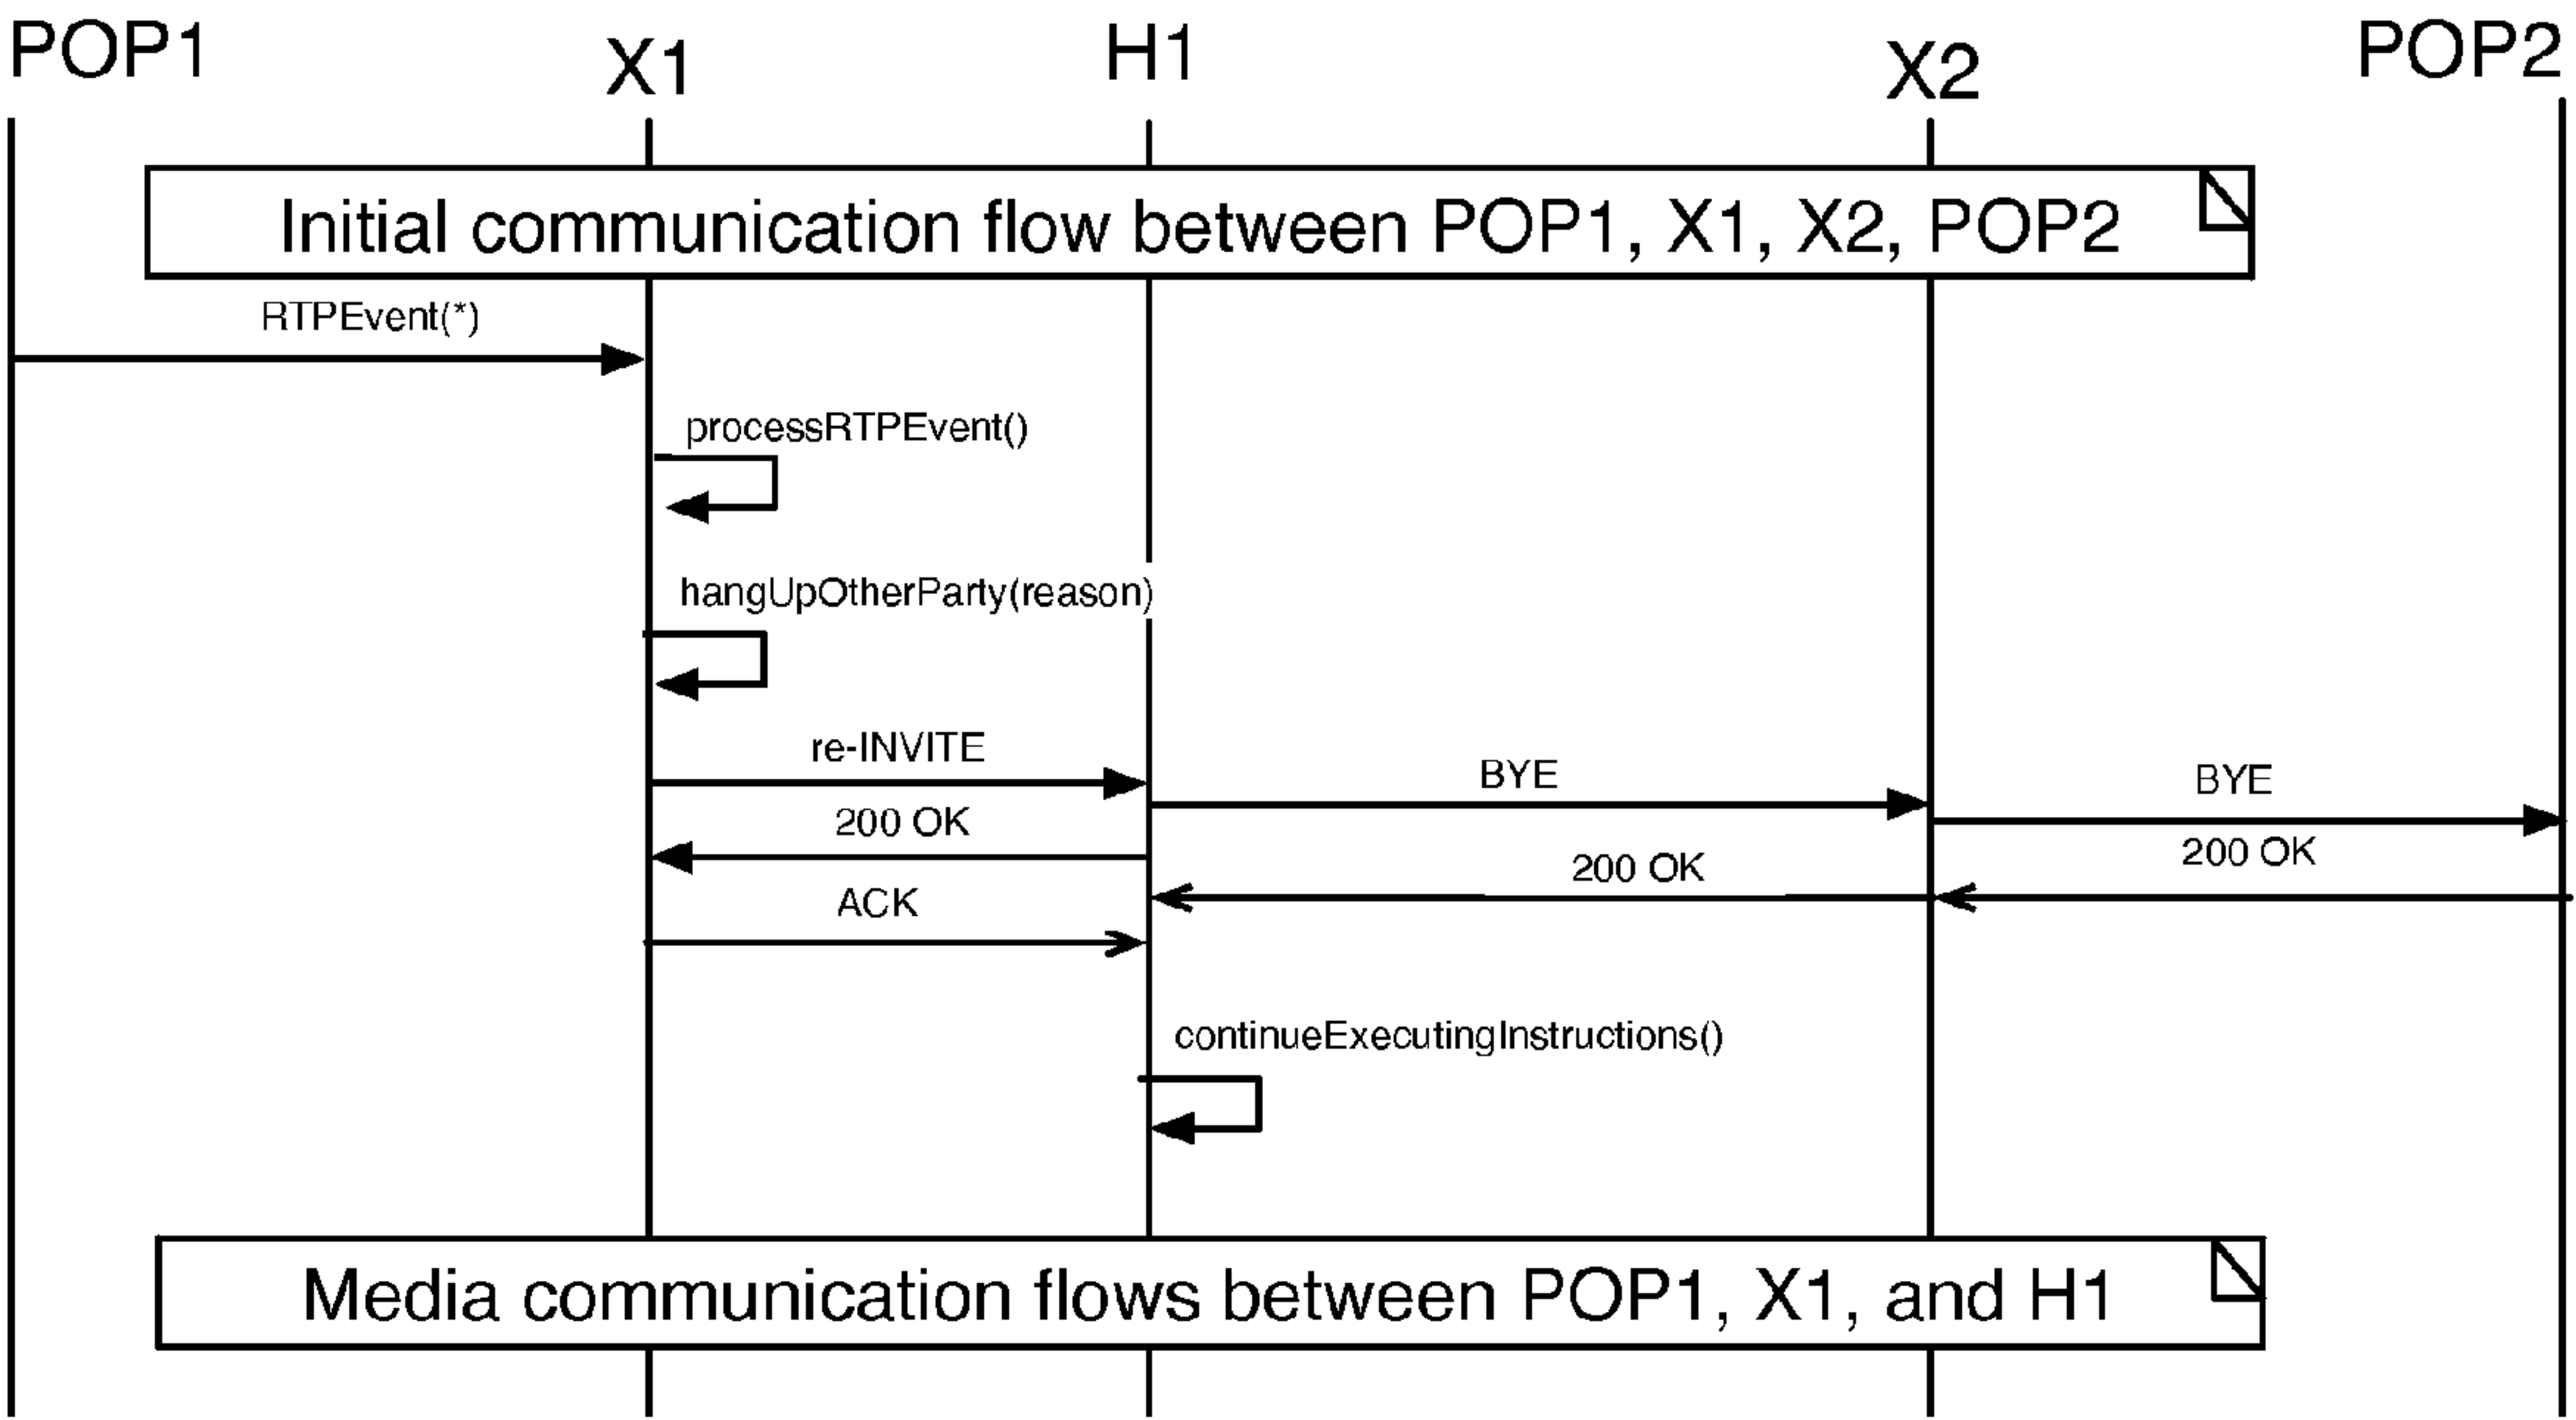 POP1
X1
H1
X2
POP2
Initial communication flow between POP1, X1, X2, POP2
RTPEvent(*)
processRTPEvent()
hangUpOtherParty(reason)
re-INVITE
BYE
BYE
200 OK
200 OK
200 OK
ACK
continueExecutingInstructions()
Media communication flows between POP1, X1, and H1